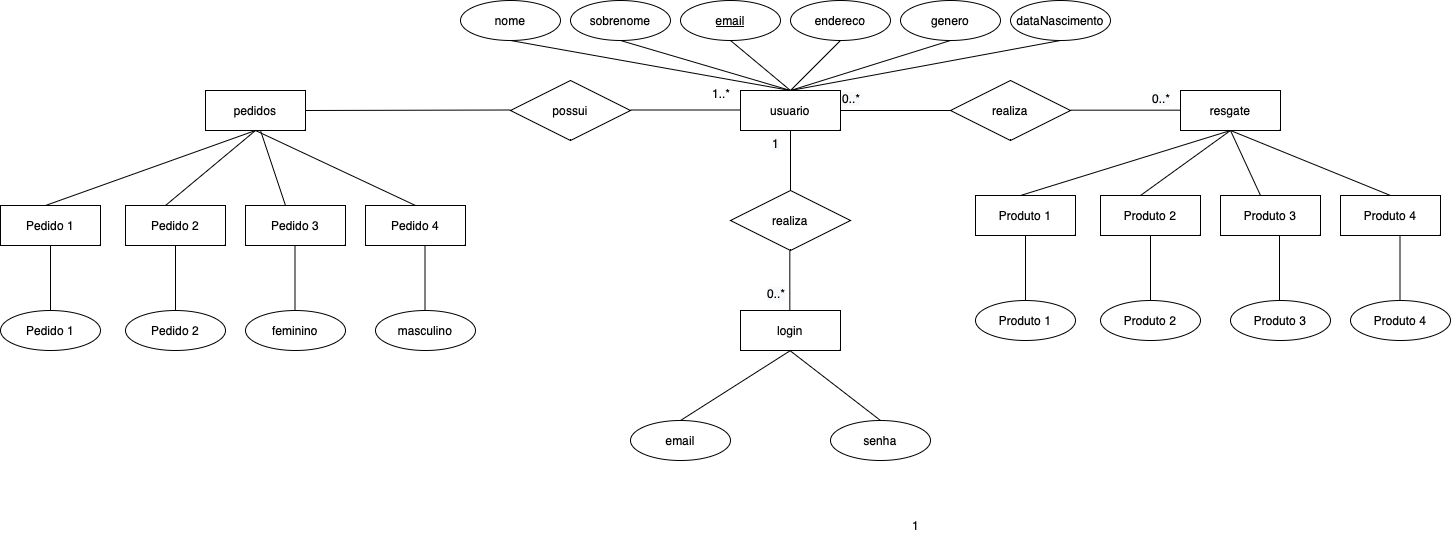 nome
sobrenome
email
endereco
genero
dataNascimento
pedidos
possui
1..*
usuario
0..*
realiza
0..*
resgate
1
Pedido 1
Pedido 2
Pedido 3
Pedido 4
realiza
Produto 1
Produto 2
Produto 3
Produto 4
0..*
Pedido 1
Pedido 2
feminino
masculino
login
Produto 1
Produto 2
Produto 3
Produto 4
email
senha
1